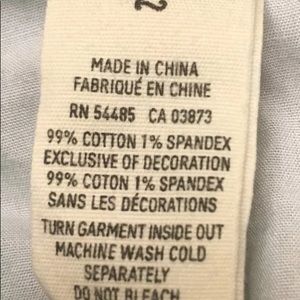 2
MADE IN CHINA
FABRIQUÉ EN CHINE
RN 54485 CA 03873
99% COTTON 1% SPANDEX
EXCLUSIVE OF DECORATION
99% COTON 1% SPANDEX
SANS LES DÉCORATIONS
TURN GARMENT INSIDE OUT
MACHINE WASH COLD
SEPARATELY
DO NOT BLEACH